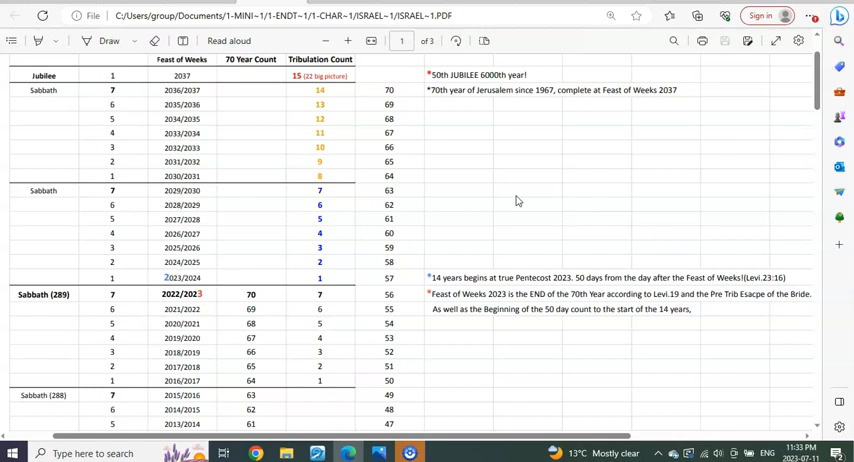 File C:/Users/group/Documents/1-MINI~1/1-ENDT~1/1-CHAR~1/ISRAEL~1/ISRAEL~1.PDF Sign in
Draw Read aloud 1 of 3
Feast of Weeks 70 Year Count Tribulation Count
Jubilee 1 2037 15 (22 big picture) *50th JUBILEE 6000th year!
Sabbath 7 2036/2037 14 70 *70th year of Jerusalem since 1967, complete at Feast of Weeks 2037
6 2035/2036 13 69
5 2034/2035 12 68
4 2033/2034 11 67
3 2032/2033 10 66
2 2031/2032 9 65
1 2030/2031 8 64
Sabbath 7 2029/2030 7 63
6 2028/2029 6 62
5 2027/2028 5 61
4 2026/2027 4 60
3 2025/2026 3 59
2 2024/2025 2 58
1 2023/2024 1 57 *14 years begins at true Pentecost 2023. 50 days from the day after the Feast of Weeks!(Levi.23:16)
Sabbath (289) 7 2022/2023 70 7 56 *Feast of Weeks 2023 is the END of the 70th Year according to Levi.19 and the Pre Trib Esacpe of the Bride.
6 2021/2022 69 6 55 As well as the Beginning of the 50 day count to the start of the 14 years,
5 2020/2021 68 5 54
4 2019/2020 67 4 53
3 2018/2019 66 3 52
2 2017/2018 65 2 51
1 2016/2017 64 1 50
Sabbath (288) 7 2015/2016 63 49
6 2014/2015 62 48
5 2013/2014 61 47
Type here to search 13°C Mostly clear ENG 11:33 PM
2023-07-11